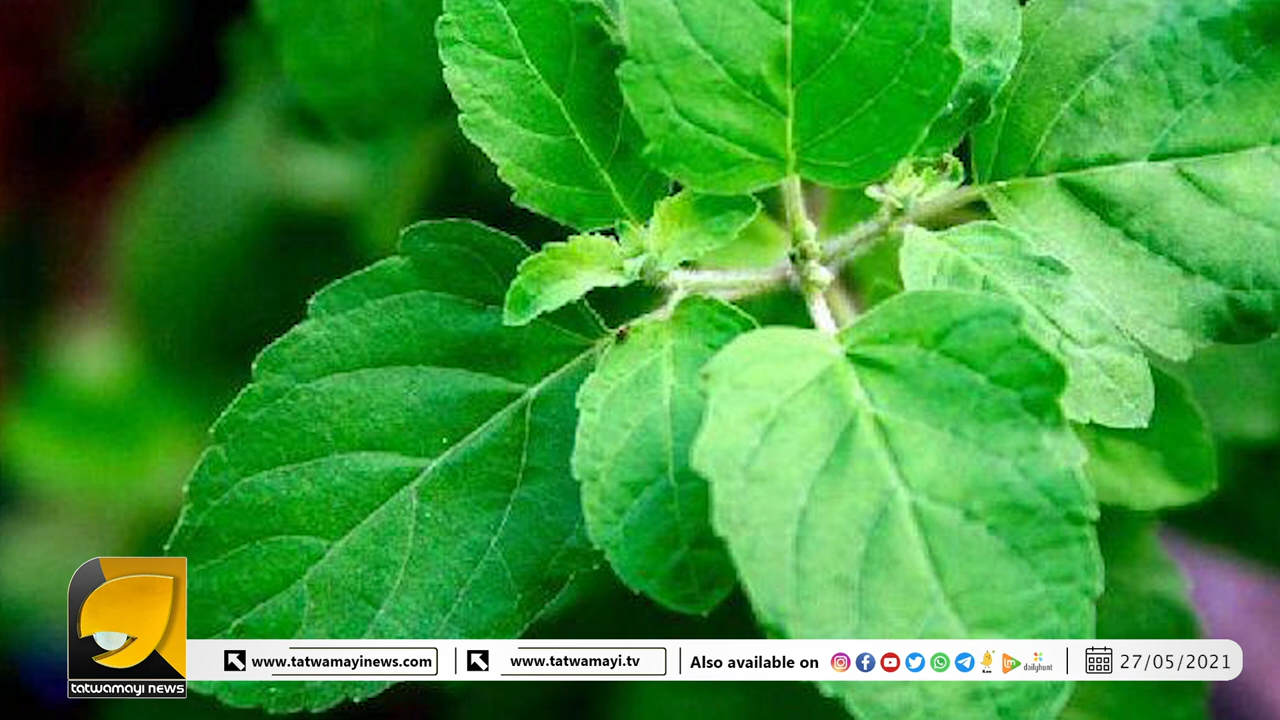 www.tatwamayinews.com
www.tatwamayi.tv
Also available on
dailyhunt
27/05/2021
tatwamayi news